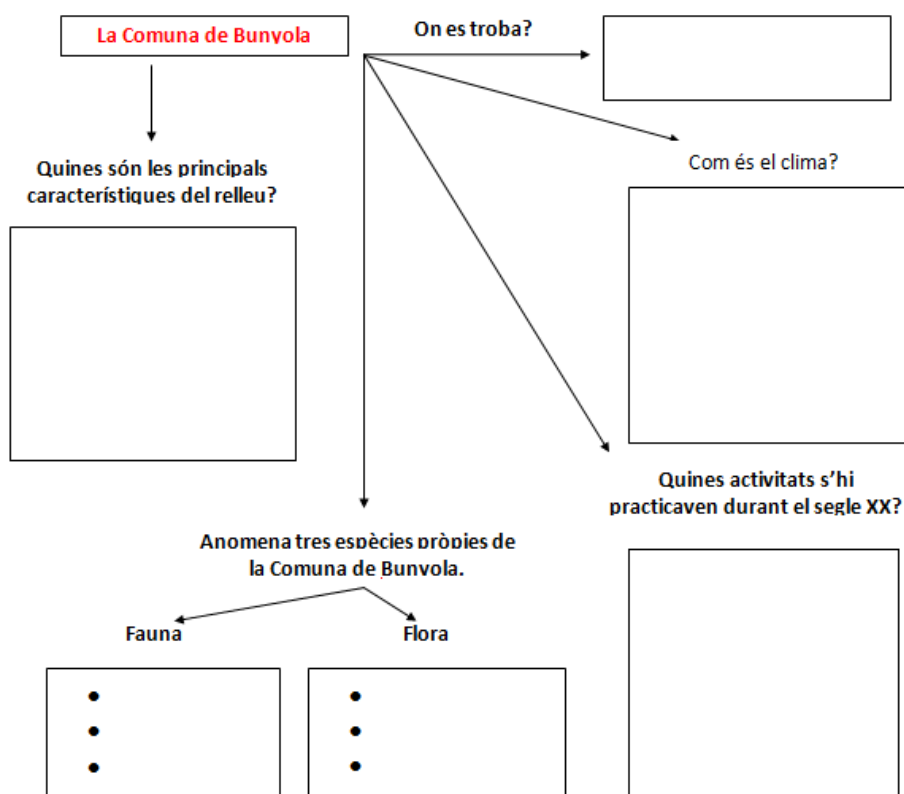 La Comuna de Bunyola
On es troba?
Quines són les principals
característiques del relleu?
Com és el clima?
Quines activitats s’hi
practicaven durant el segle XX?
Anomena tres espècies pròpies de
la Comuna de Bunyola.
Fauna
Flora
•
•
•
•
•
•